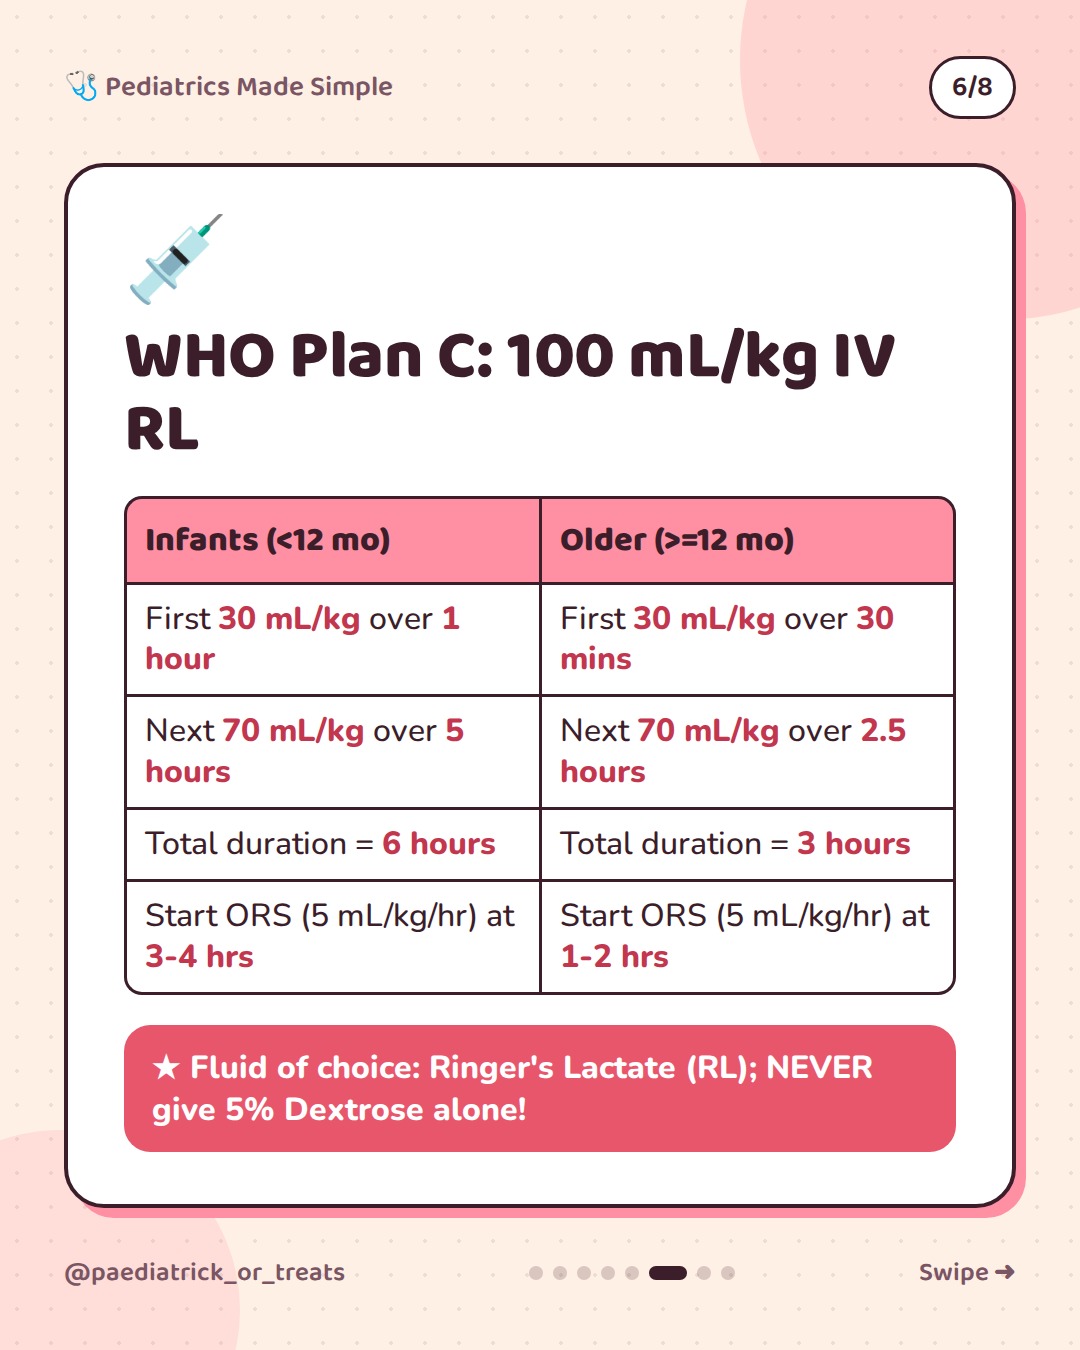 Pediatrics Made Simple
6/8
WHO Plan C: 100 mL/kg IV
RL
Infants (<12 mo)
Older (>=12 mo)
First 30 mL/kg over 1
hour
First 30 mL/kg over 30
mins
Next 70 mL/kg over 5
hours
Next 70 mL/kg over 2.5
hours
Total duration = 6 hours
Total duration = 3 hours
Start ORS (5 mL/kg/hr) at
3-4 hrs
Start ORS (5 mL/kg/hr) at
1-2 hrs
★ Fluid of choice: Ringer's Lactate (RL); NEVER
give 5% Dextrose alone!
@paediatrick_or_treats
Swipe ➜